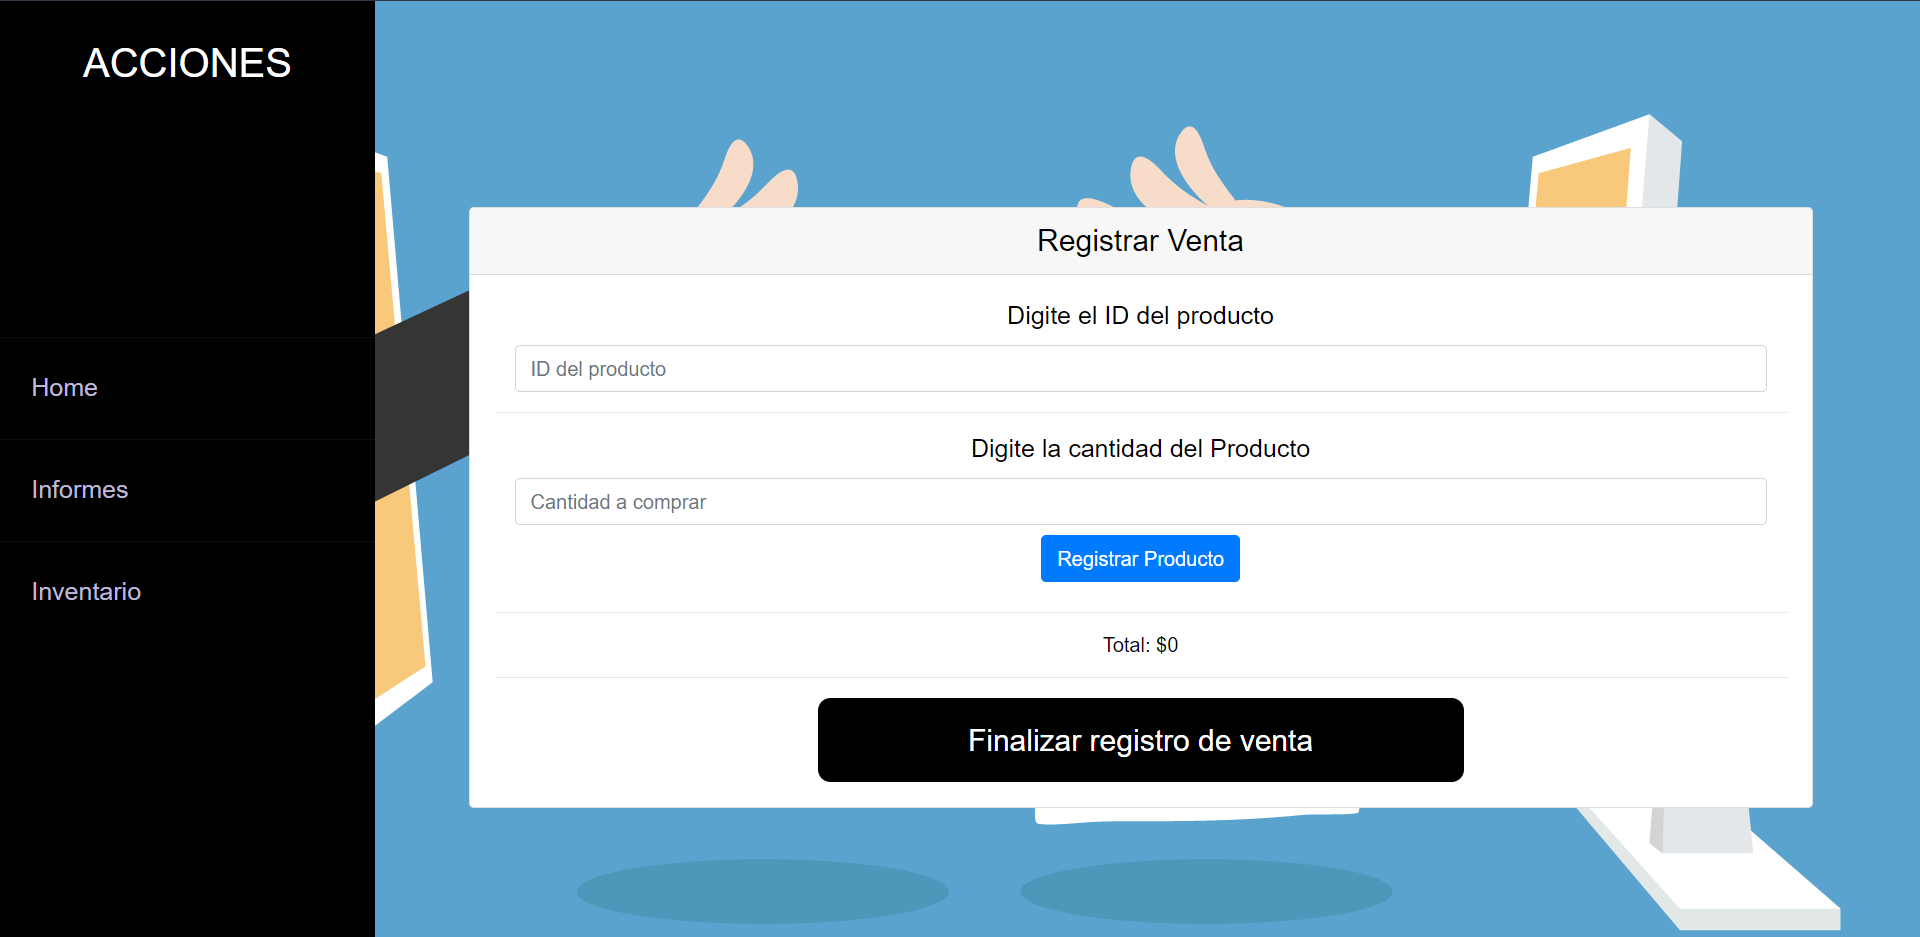 ACCIONES
Home
Informes
Inventario
Registrar Venta
Digite el ID del producto
ID del producto
Digite la cantidad del Producto
Cantidad a comprar
Registrar Producto
Total: $0
Finalizar registro de venta